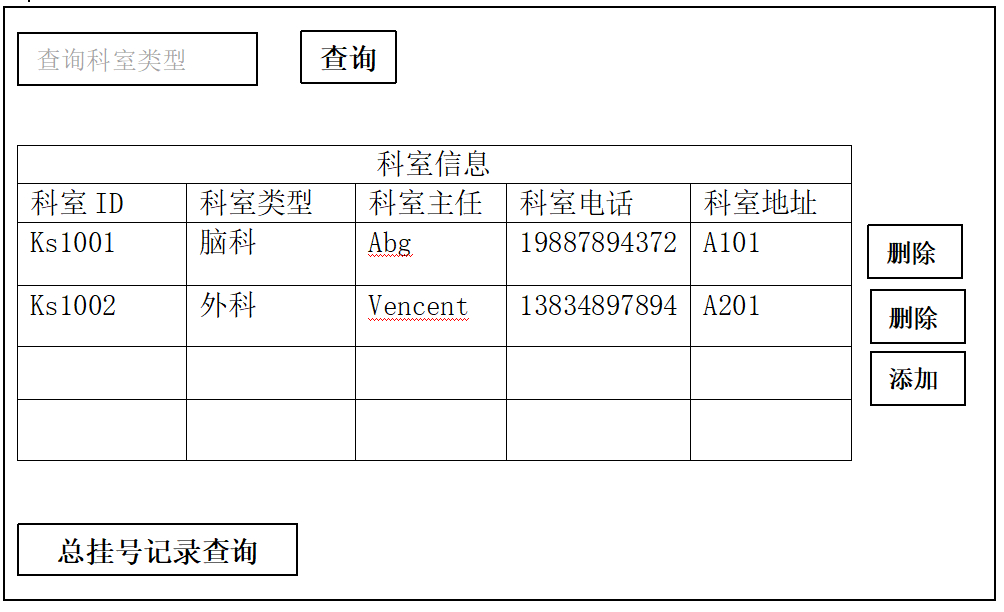 查询科室类型 查询
科室信息
科室ID 科室类型 科室主任 科室电话 科室地址
Ks1001 脑科 Abg 19887894372 A101 删除
Ks1002 外科 Vencent 13834897894 A201 删除
添加
总挂号记录查询